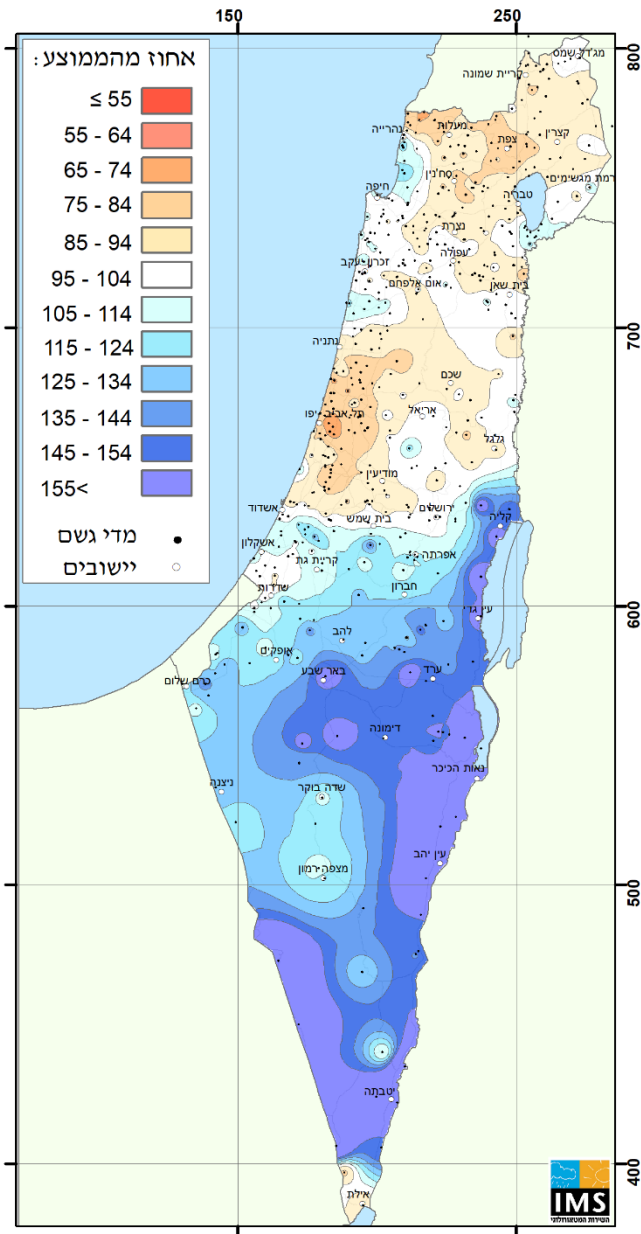 150
250
אחוז מהממוצע :
≤ 55
55 - 64
65 - 74
75 - 84
85 - 94
95 - 104
105 - 114
115 - 124
125 - 134
135 - 144
145 - 154
155<
מדי גשם
יישובים
800
700
600
500
400
מג'דל שמס
קריית שמונה
נהרייה
מעלות
צפת
קצרין
סח'נין
רמת מגשימים
חיפה
טבריה
נצרת
זכרון יעקב
עפולה
אום אלפחם
בית שאן
נתניה
שכם
תל אביב יפו
אריאל
גלגל
מודיעין
אשדוד
ירושלים
בית שמש
קליה
אשקלון
אפרתה
קריית גת
חברון
שדרות
עין גדי
להב
אופקים
כרם שלום
באר שבע
ערד
דימונה
נאות הכיכר
ניצנה
שדה בוקר
עין יהב
מצפה רמון
יטבתה
אילת
IMS
השירות המטאורולוגי